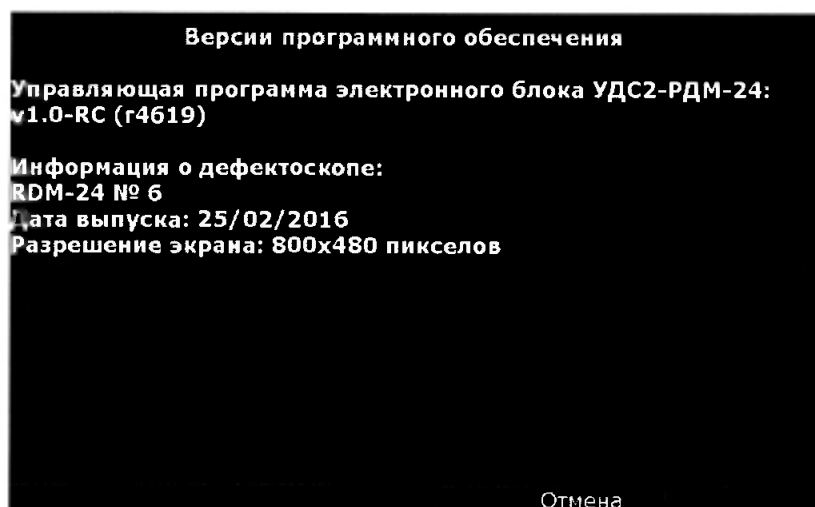 Версии программного обеспечения
Управляющая программа электронного блока УДС2-РДМ-24:
v1.0-RC (r4619)
Информация о дефектоскопе:
RDM-24 № 6
Дата выпуска: 25/02/2016
Разрешение экрана: 800x480 пикселов
Отмена